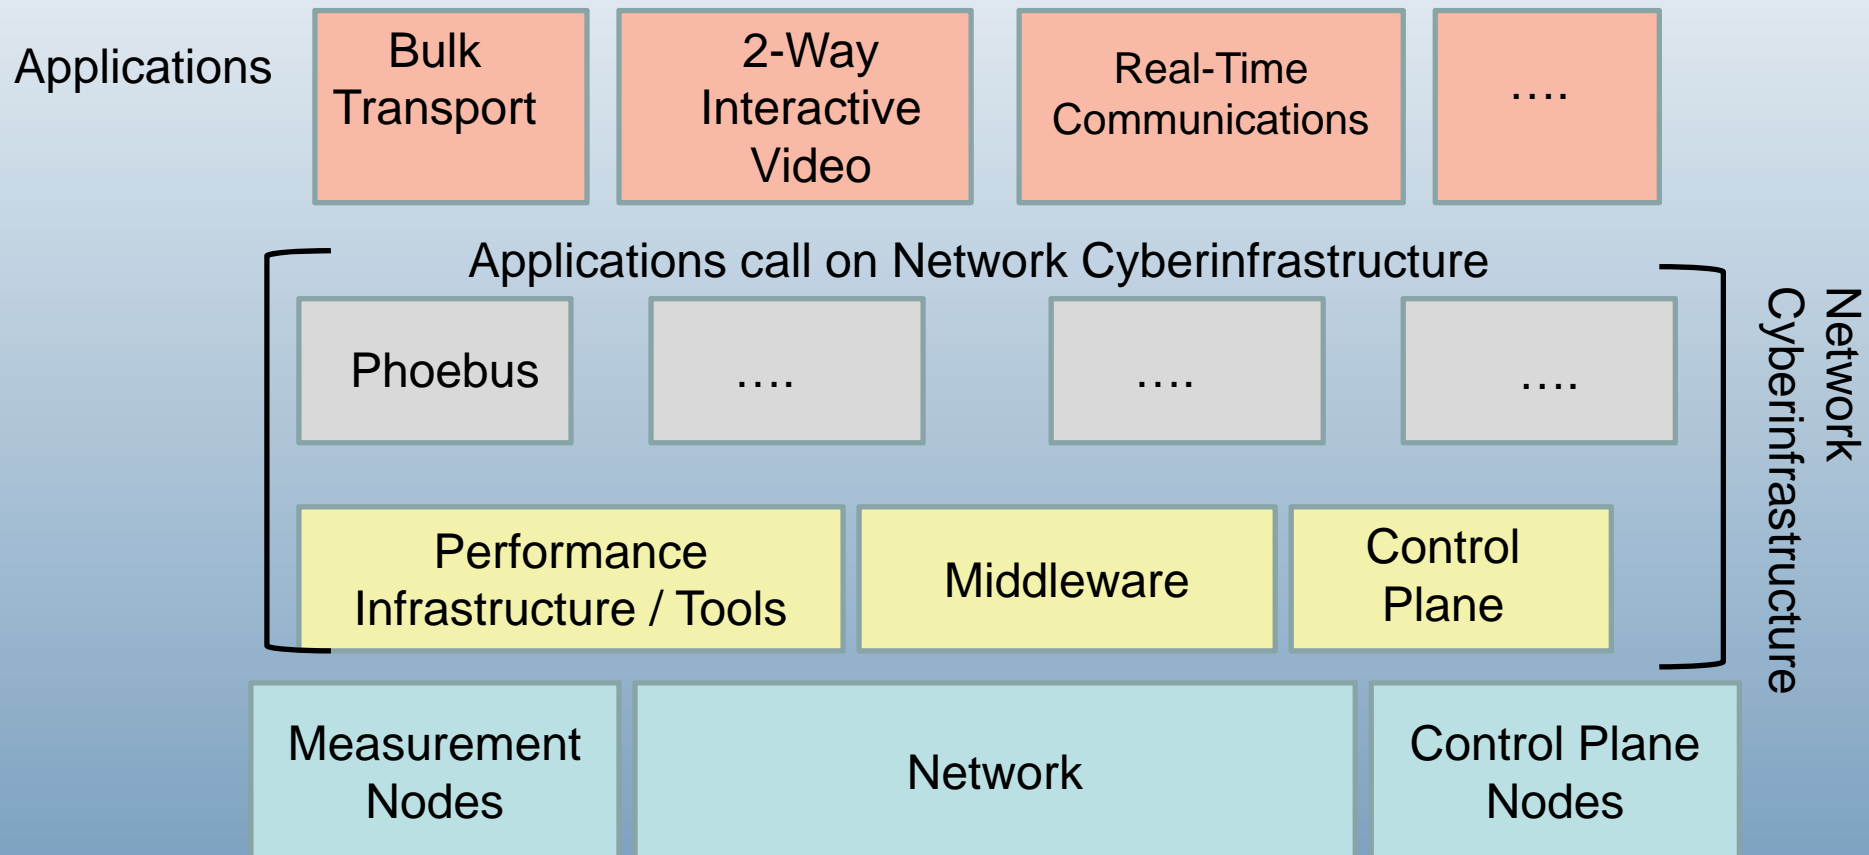 Applications
Bulk
Transport
2-Way
Interactive
Video
Real-Time
Communications
….
Applications call on Network Cyberinfrastructure
Phoebus
….
….
….
Network
Cyberinfrastructure
Performance
Infrastructure / Tools
Middleware
Control
Plane
Measurement
Nodes
Network
Control Plane
Nodes